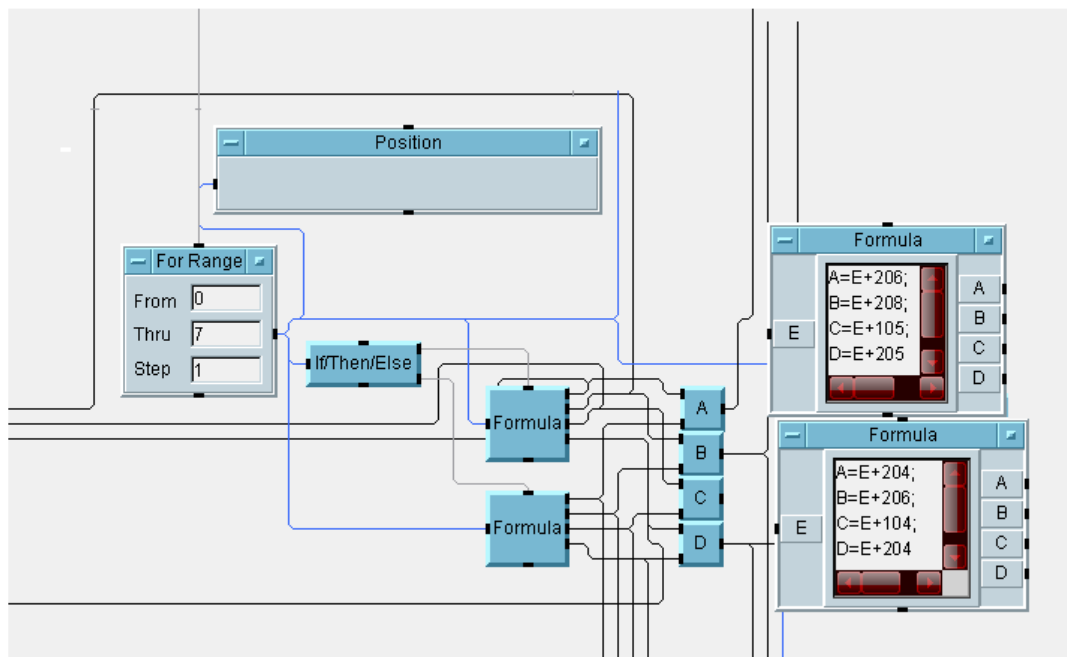 Position
For Range
From 0
Thru 7
Step 1
If/Then/Else
Formula
Formula
A
B
C
D
Formula
E
A=E+206;
B=E+208;
C=E+105;
D=E+205
A
B
C
D
Formula
E
A=E+204;
B=E+206;
C=E+104;
D=E+204
A
B
C
D